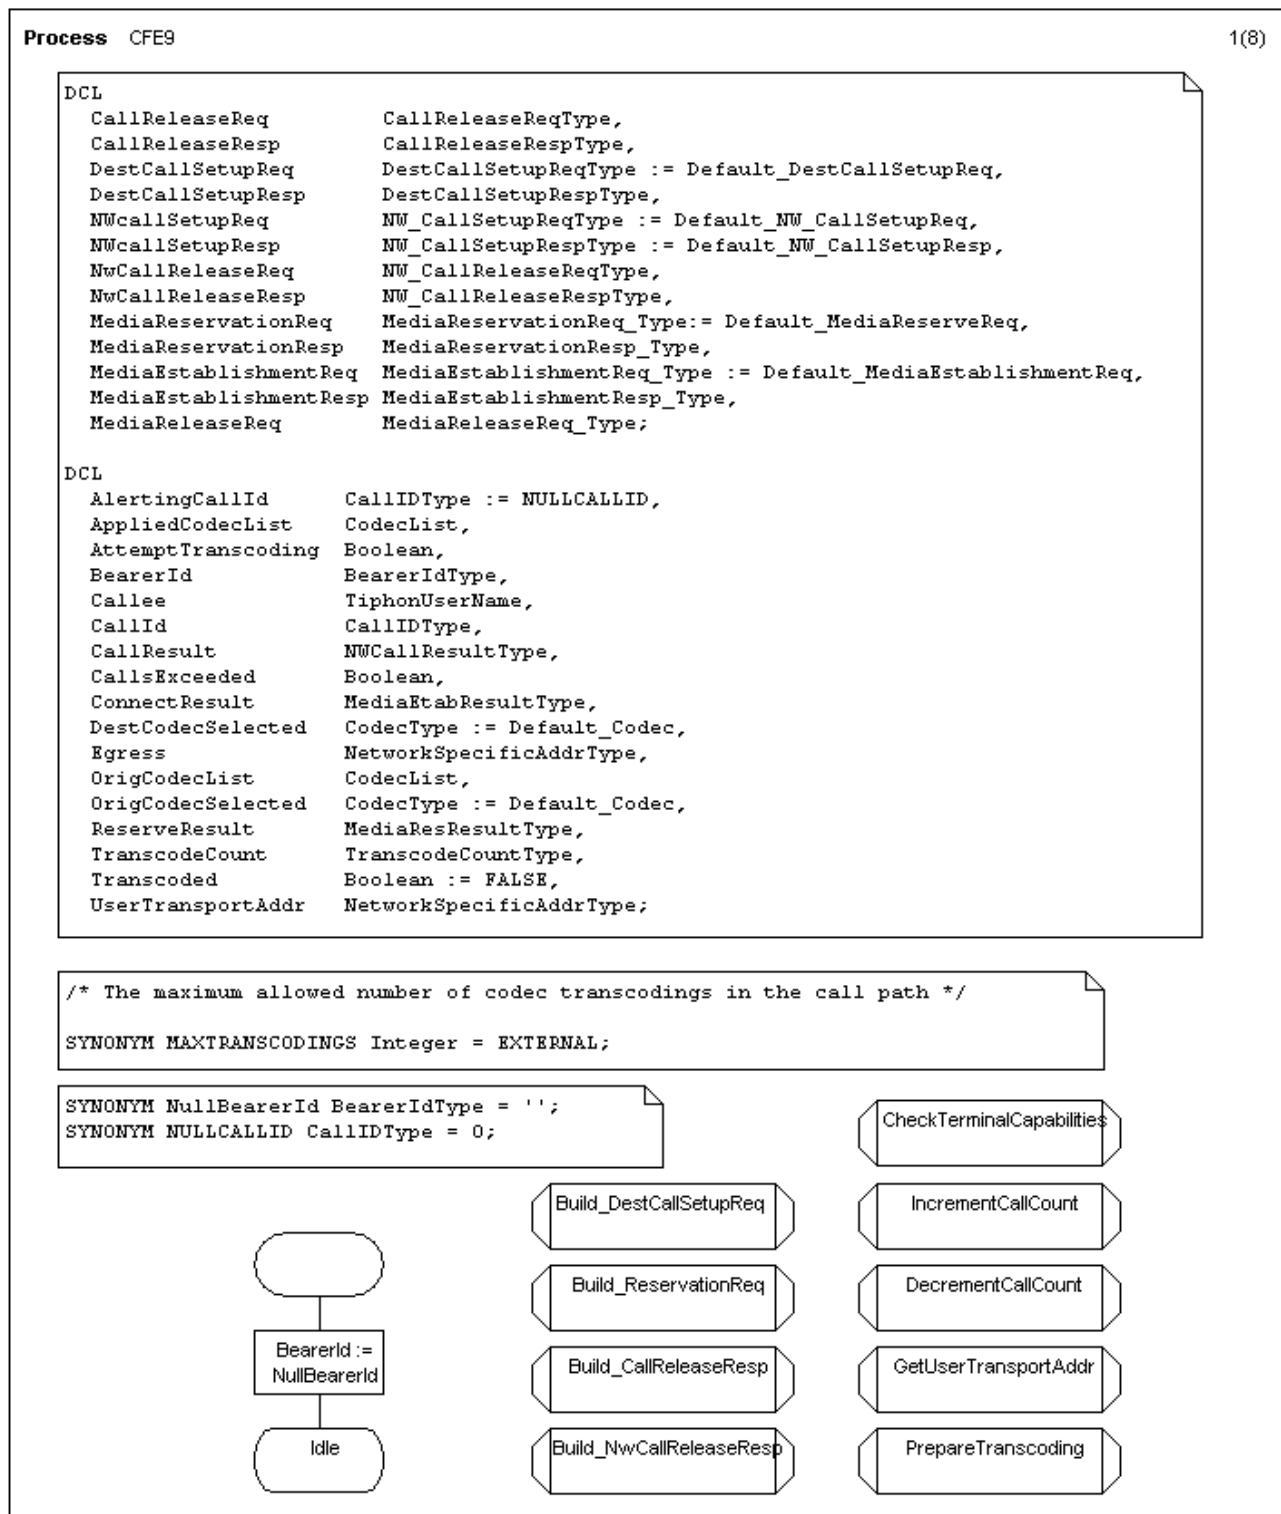 Process CFE9 1(8)
DCL
CallReleaseReq CallReleaseReqType,
CallReleaseResp CallReleaseRespType,
DestCallSetupReq DestCallSetupReqType := Default_DestCallSetupReq,
DestCallSetupResp DestCallSetupRespType,
NWcallSetupReq NW_CallSetupReqType := Default_NW_CallSetupReq,
NWcallSetupResp NW_CallSetupRespType := Default_NW_CallSetupResp,
NwCallReleaseReq NW_CallReleaseReqType,
NwCallReleaseResp NW_CallReleaseRespType,
MediaReservationReq MediaReservationReq_Type:= Default_MediaReserveReq,
MediaReservationResp MediaReservationResp_Type,
MediaEstablishmentReq MediaEstablishmentReq_Type := Default_MediaEstablishmentReq,
MediaEstablishmentResp MediaEstablishmentResp_Type,
MediaReleaseReq MediaReleaseReq_Type;
DCL
AlertingCallId CallIDType := NULLCALLID,
AppliedCodecList CodecList,
AttemptTranscoding Boolean,
BearerId BearerIdType,
Callee TiphonUserName,
CallId CallIDType,
CallResult NWCallResultType,
CallsExceeded Boolean,
ConnectResult MediaEtabResultType,
DestCodecSelected CodecType := Default_Codec,
Egress NetworkSpecificAddrType,
OrigCodecList CodecList,
OrigCodecSelected CodecType := Default_Codec,
ReserveResult MediaResResultType,
TranscodeCount TranscodeCountType,
Transcoded Boolean := FALSE,
UserTransportAddr NetworkSpecificAddrType;
/* The maximum allowed number of codec transcodings in the call path */
SYNONYM MAXTRANSCODINGS Integer = EXTERNAL;
SYNONYM NullBearerId BearerIdType = '';
SYNONYM NULLCALLID CallIDType = 0;
CheckTerminalCapabilities
Build_DestCallSetupReq
IncrementCallCount
Build_ReservationReq
DecrementCallCount
BearerId :=
NullBearerId
Build_CallReleaseResp
GetUserTransportAddr
Idle
Build_NwCallReleaseResp
PrepareTranscoding